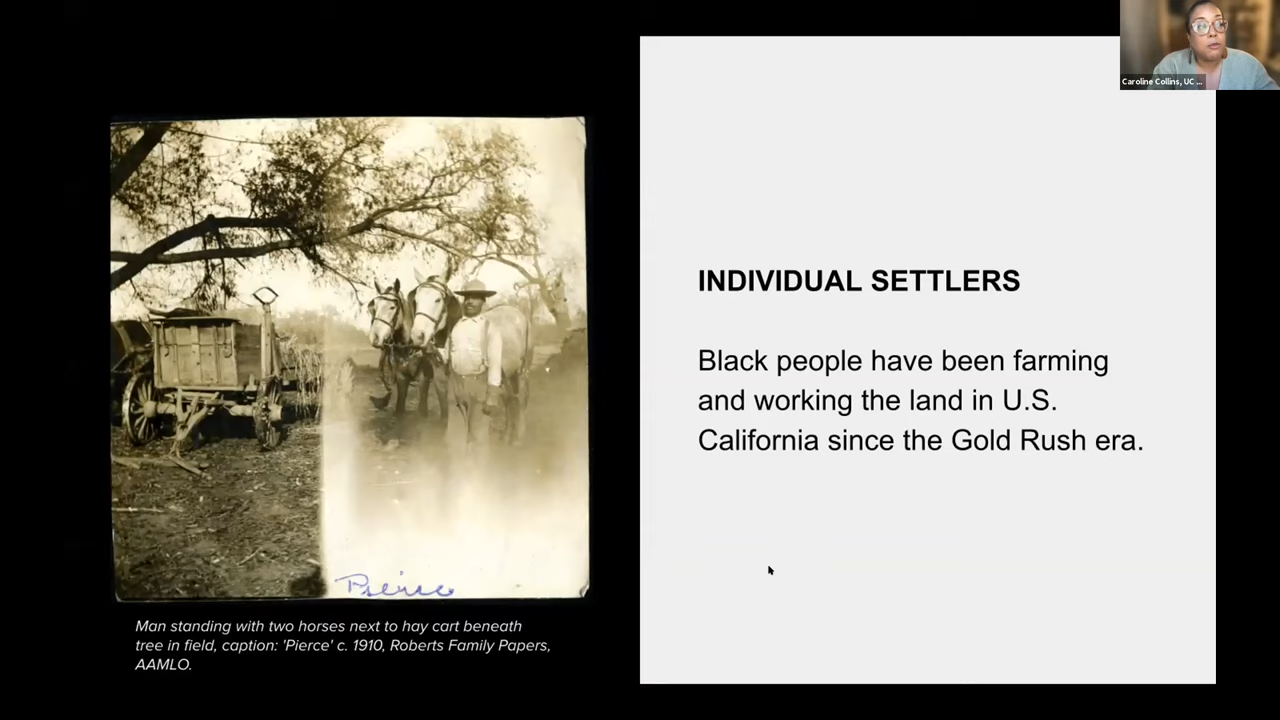 Caroline Collins, UC ...
INDIVIDUAL SETTLERS
Black people have been farming
and working the land in U.S.
California since the Gold Rush era.
Pierce
Man standing with two horses next to hay cart beneath
tree in field, caption: 'Pierce' c. 1910, Roberts Family Papers,
AAMLO.